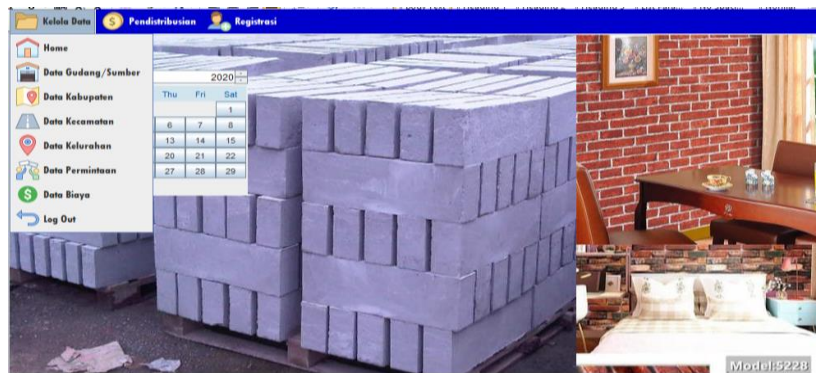 Kelola Data Pendistribusian Registrasi
Home
Data Gudang/Sumber
Data Kabupaten
Data Kecamatan
Data Kelurahan
Data Permintaan
Data Biaya
Log Out
2020
Thu Fri Sat
1
6 7 8
13 14 15
20 21 22
27 28 29
Model:5228